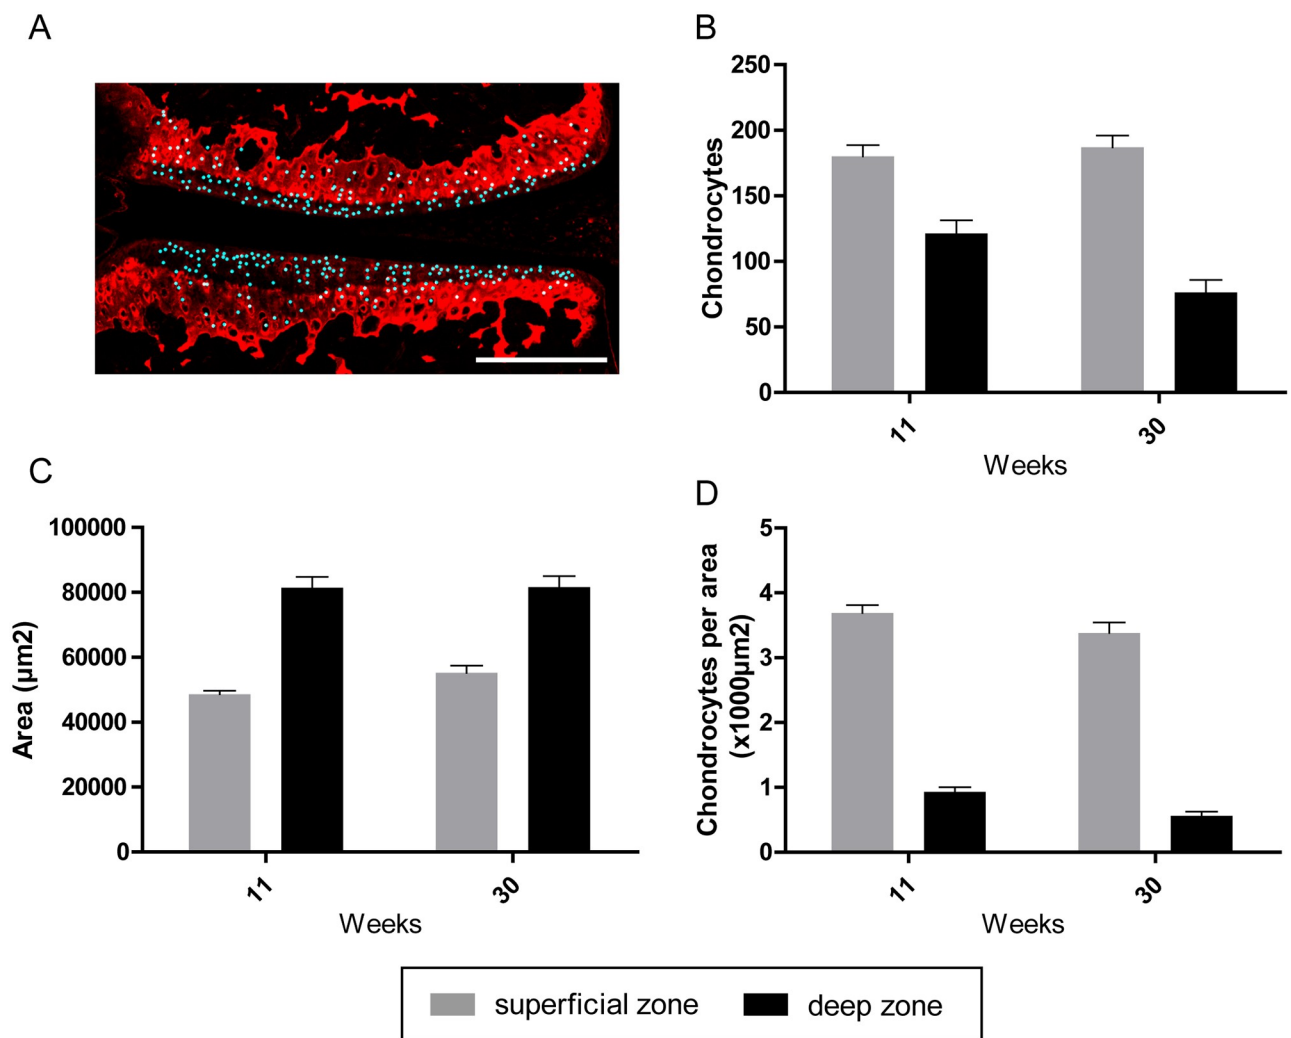 A
B
250
200
150
100
50
0
Chondrocytes
11
30
Weeks
C
100000
80000
60000
40000
20000
0
Area (µm2)
11
30
Weeks
D
5
4
3
2
1
0
Chondrocytes per area
(x1000µm2)
11
30
Weeks
superficial zone
deep zone